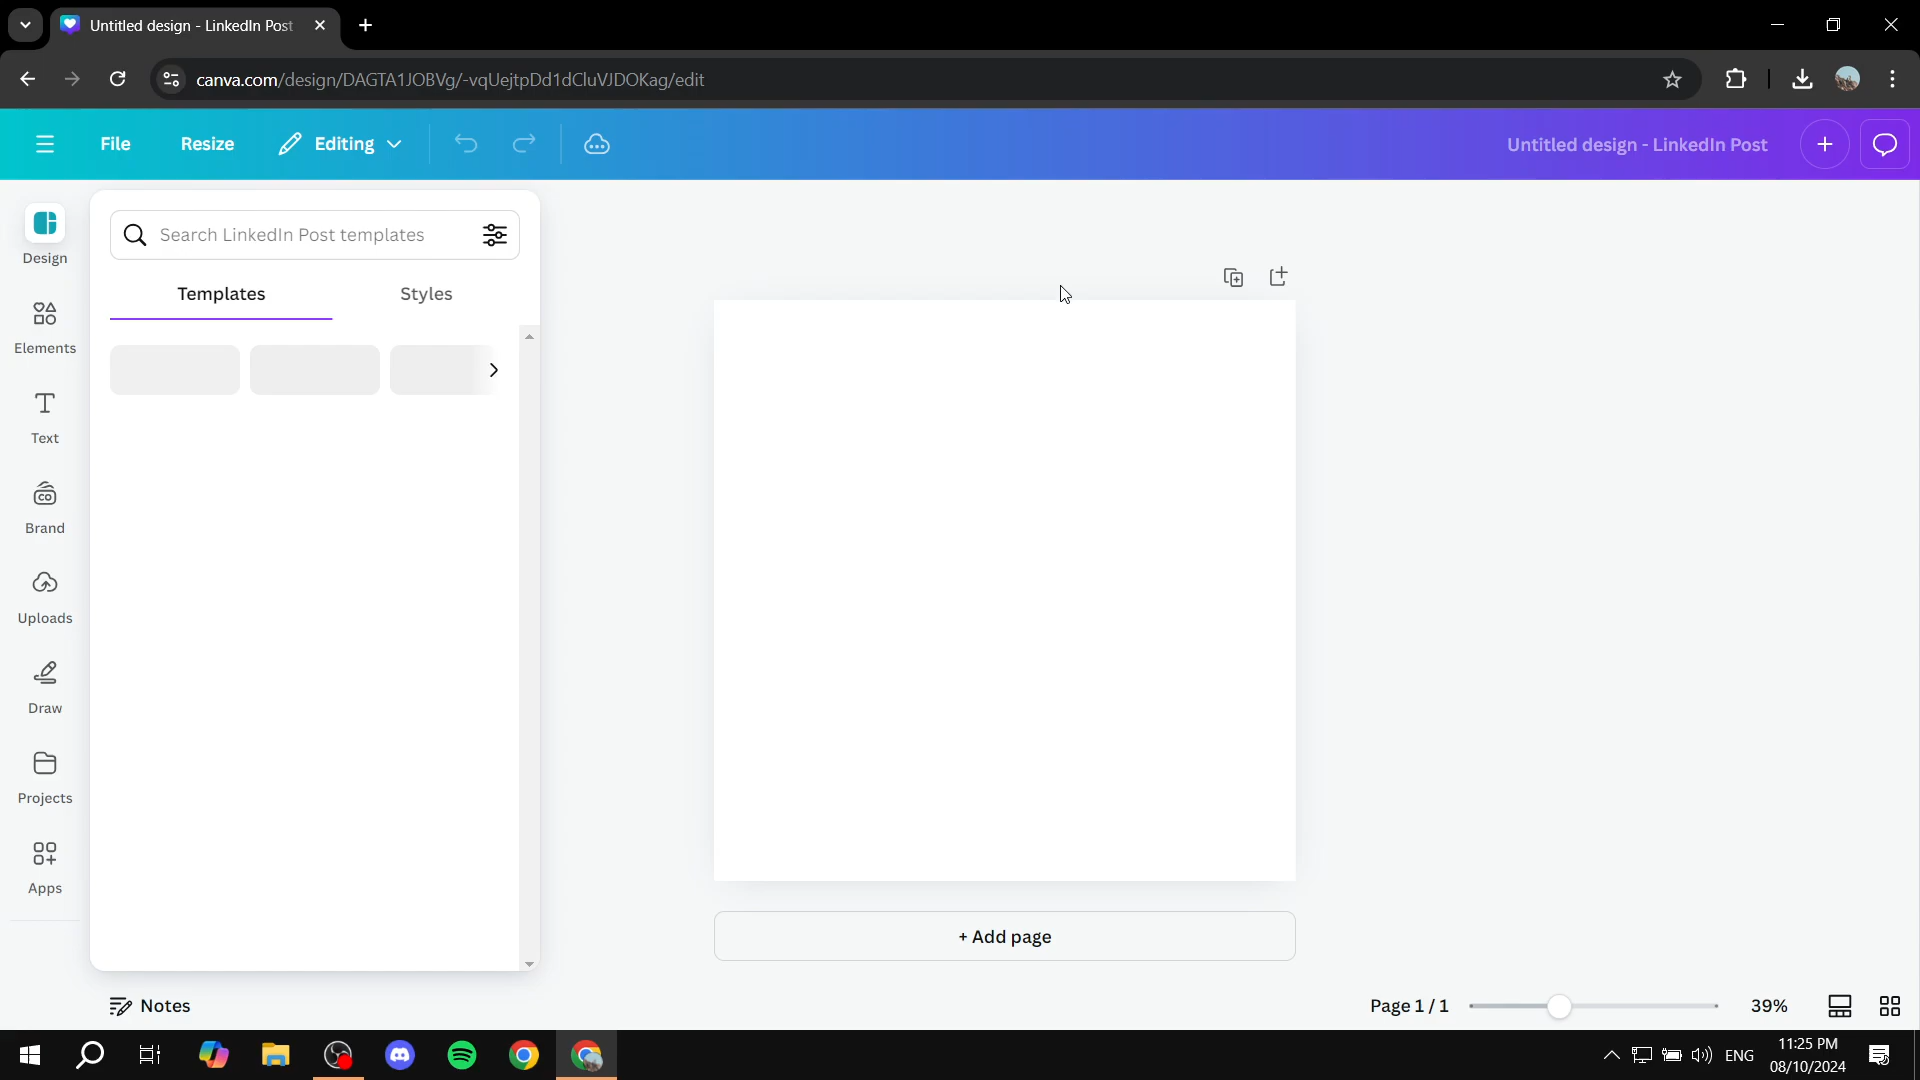 Untitled design - LinkedIn Post
canva.com/design/DAGTA1JOBVg/-vqUejtpDd1dCluVJDOKag/edit
File
Resize
Editing
Untitled design - LinkedIn Post
Design
Elements
Text
Brand
CO
Uploads
Draw
Projects
Apps
Search LinkedIn Post templates
Templates
Styles
+ Add page
Notes
Page 1 / 1
39%
ENG
11:25 PM
08/10/2024